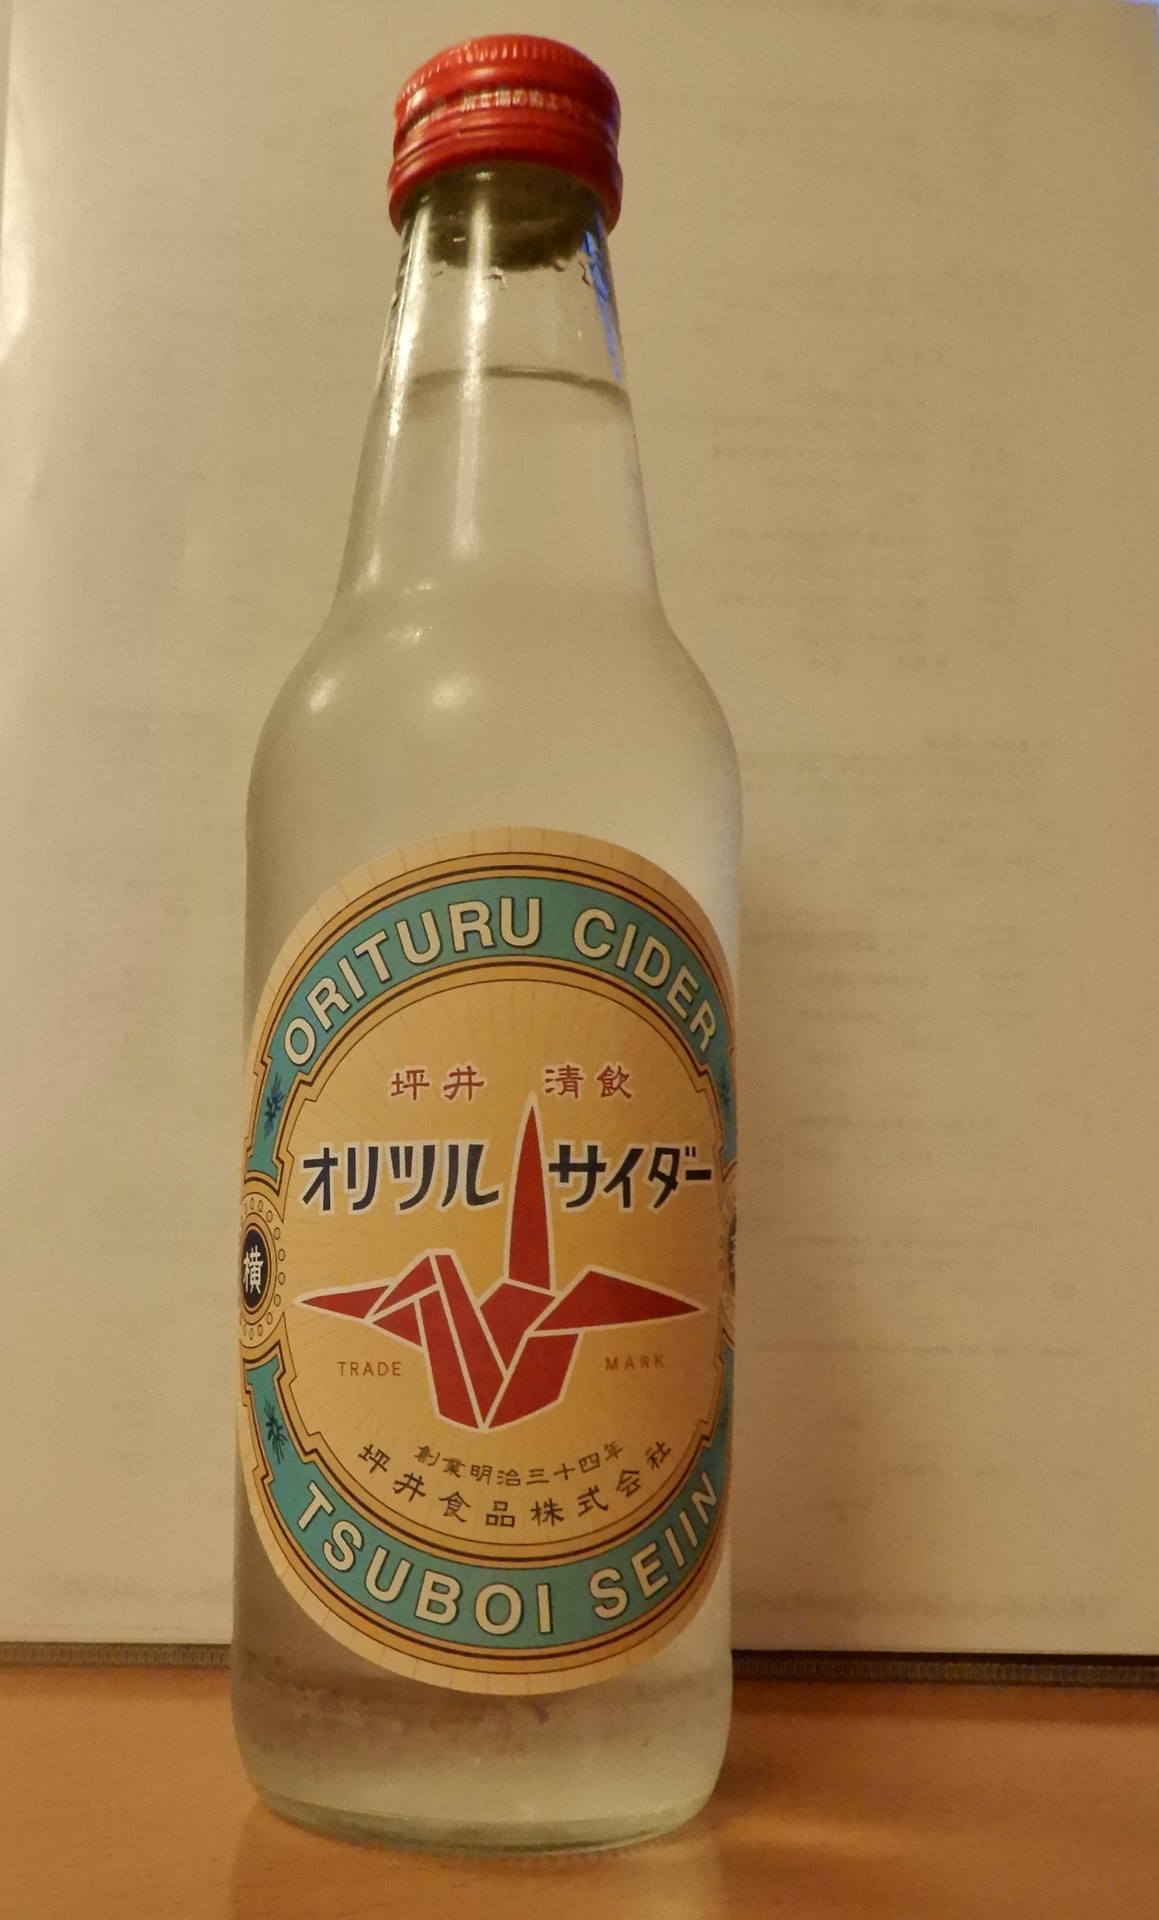 ORITURU CIDER
坪井 清飲
オリツル サイダー
横
TRADE MARK
創業明治三十四年
坪井食品株式会社
TSUBOI SEIIN